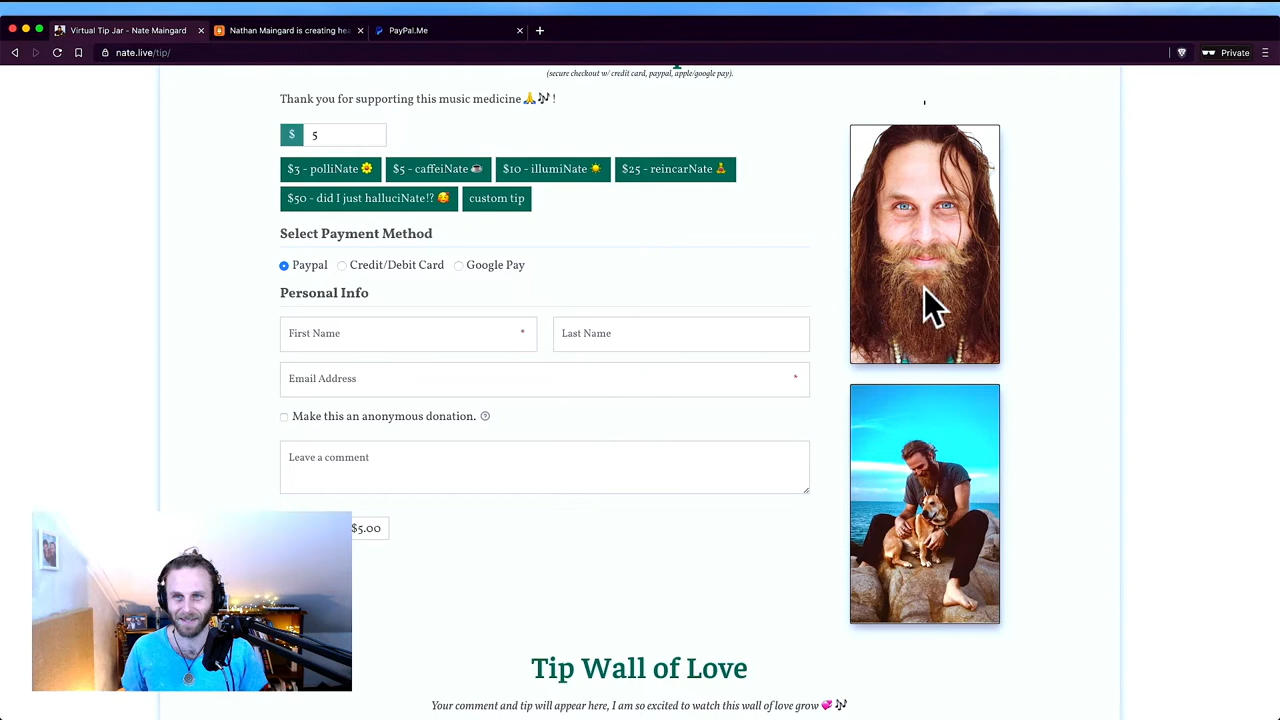 Virtual Tip Jar - Nate Maingard
Nathan Maingard is creating hea
PayPal.Me
nate.live/tip/
Private
(secure checkout w/ credit card, paypal, apple/google pay).
Thank you for supporting this music medicine🙏🎶 !
$ 5
$3 - polliNate 🌼 $5 - caffeiNate ☕ $10 - illumiNate ☀️ $25 - reincarNate 🧘
$50 - did I just halluciNate!? 🥰 custom tip
Select Payment Method
Paypal Credit/Debit Card Google Pay
Personal Info
First Name * Last Name
Email Address *
Make this an anonymous donation. ?
Leave a comment
$5.00
Tip Wall of Love
Your comment and tip will appear here, I am so excited to watch this wall of love grow 💞 🎶